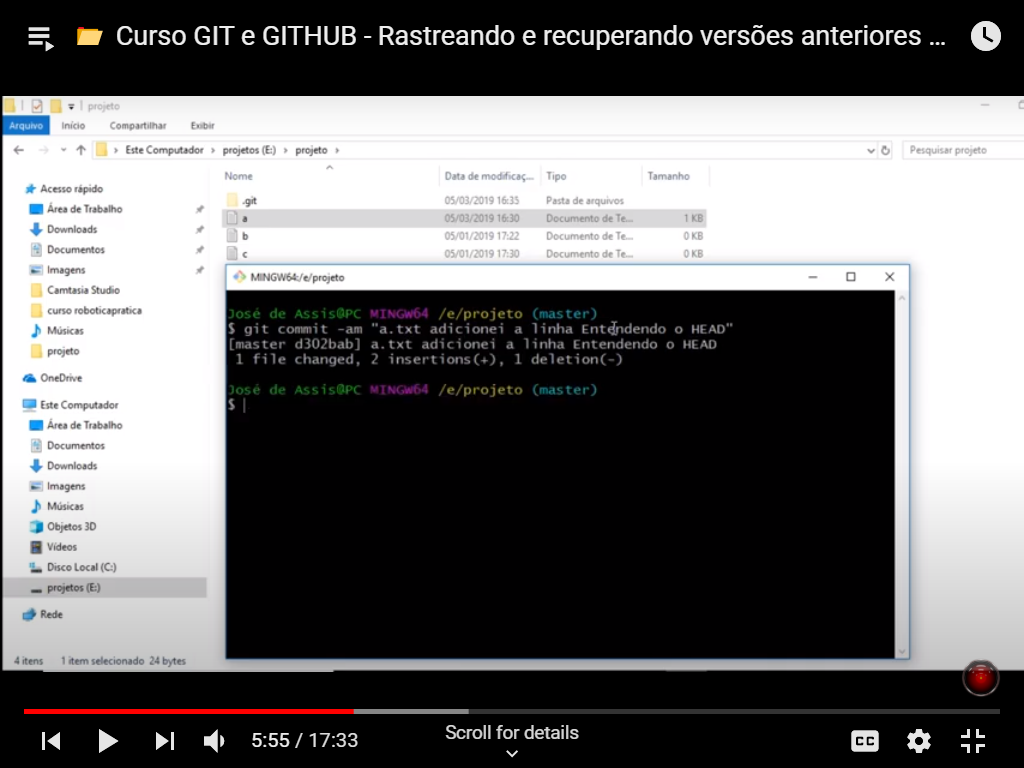 Curso GIT e GITHUB - Rastreando e recuperando versões anteriores ...
projeto
Arquivo Início Compartilhar Exibir
Este Computador > projetos (E:) > projeto >
Pesquisar projeto
Nome Data de modificaç... Tipo Tamanho
.git 05/03/2019 16:35 Pasta de arquivos
a 05/03/2019 16:30 Documento de Te... 1 KB
b 05/01/2019 17:22 Documento de Te... 0 KB
c 05/01/2019 17:30 Documento de Te... 0 KB
Acesso rápido
Área de Trabalho
Downloads
Documentos
Imagens
Camtasia Studio
curso roboticapratica
Músicas
projeto
OneDrive
Este Computador
Área de Trabalho
Documentos
Downloads
Imagens
Músicas
Objetos 3D
Vídeos
Disco Local (C:)
projetos (E:)
Rede
4 itens 1 item selecionado 24 bytes
MINGW64:/e/projeto
José de Assis@PC MINGW64 /e/projeto (master)
$ git commit -am "a.txt adicionei a linha Entendendo o HEAD"
[master d302bab] a.txt adicionei a linha Entendendo o HEAD
1 file changed, 2 insertions(+), 1 deletion(-)
José de Assis@PC MINGW64 /e/projeto (master)
$
5:55 / 17:33
Scroll for details
CC